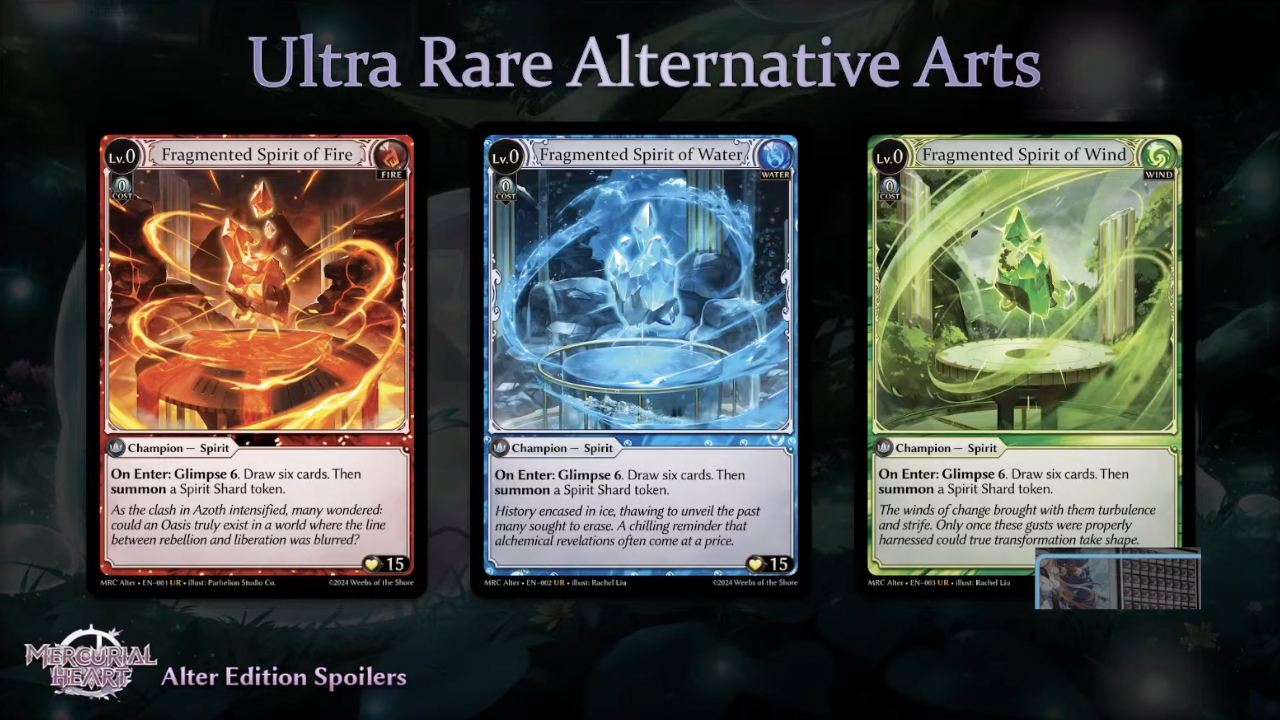 Ultra Rare Alternative Arts
Lv.0
Fragmented Spirit of Fire
FIRE
0
COST
Champion — Spirit
On Enter: Glimpse 6. Draw six cards. Then
summon a Spirit Shard token.
As the clash in Azoth intensified, many wondered:
could an Oasis truly exist in a world where the line
between rebellion and liberation was blurred?
15
MRC Alter • EN-001 UR • illust: Parhelion Studio Co.
©2024 Weebs of the Shore
Lv.0
Fragmented Spirit of Water
WATER
0
COST
Champion — Spirit
On Enter: Glimpse 6. Draw six cards. Then
summon a Spirit Shard token.
History encased in ice, thawing to unveil the past
many sought to erase. A chilling reminder that
alchemical revelations often come at a price.
15
MRC Alter • EN-002 UR • illust: Rachel Liu
©2024 Weebs of the Shore
Lv.0
Fragmented Spirit of Wind
WIND
0
COST
Champion — Spirit
On Enter: Glimpse 6. Draw six cards. Then
summon a Spirit Shard token.
The winds of change brought with them turbulence
and strife. Only once these gusts were properly
harnessed could true transformation take shape.
MRC Alter • EN-003 UR • illust: Rachel Liu
MERCURIAL
HEART
Alter Edition Spoilers